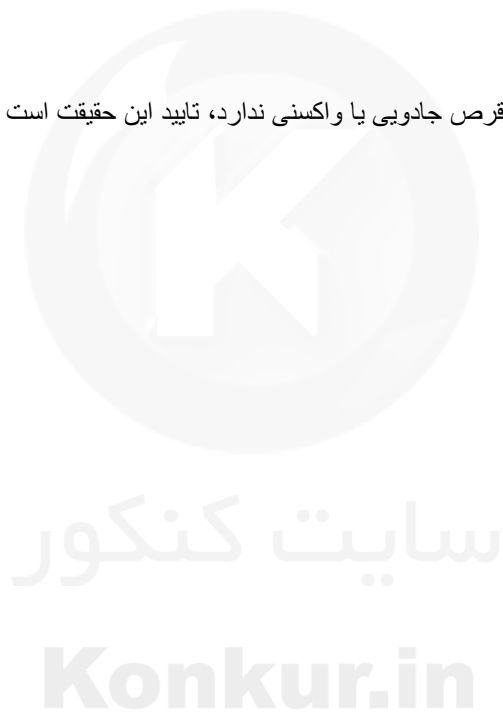 قرص جادویی یا واکسنی ندارد، تایید این حقیقت است
سایت کنکور
Konkur.in